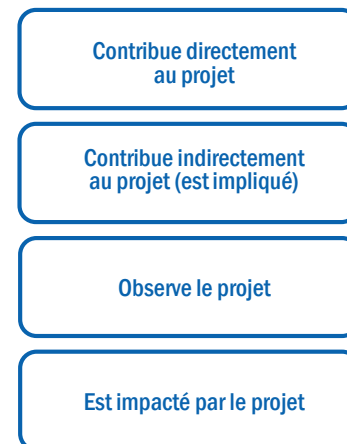 Contribue directement
au projet
Contribue indirectement
au projet (est impliqué)
Observe le projet
Est impacté par le projet